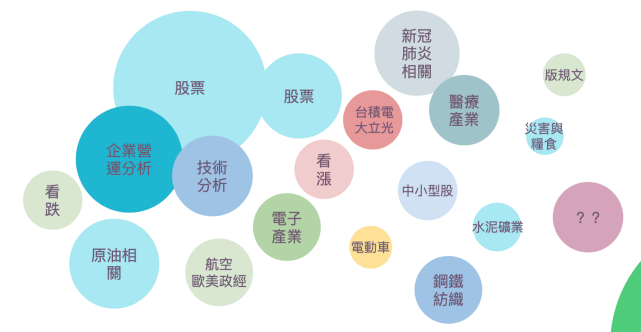 股票
股票
新冠
肺炎
相關
版規文
台積電
大立光
醫療
產業
災害與
糧食
企業營
運分析
技術
分析
看
漲
中小型股
看
跌
電子
產業
水泥礦業
？？
原油相
關
航空
歐美政經
電動車
鋼鐵
紡織